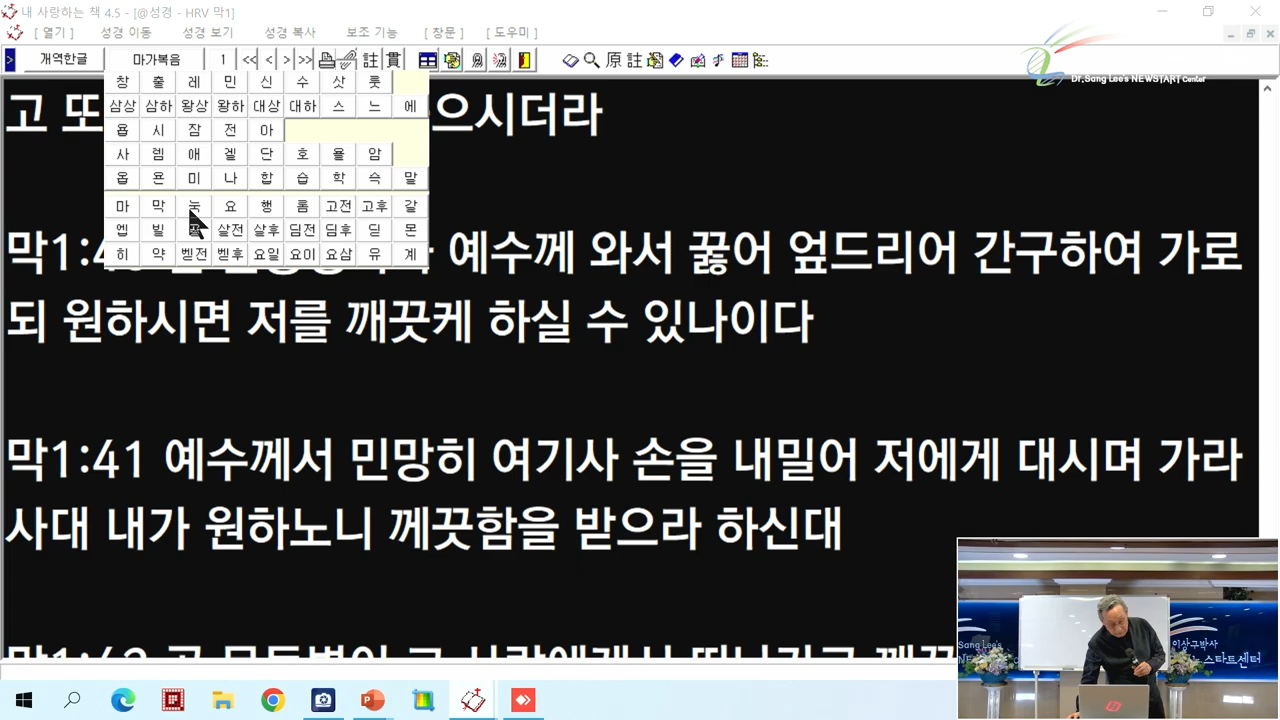 내 사랑하는 책 4.5 - [@성경 - HRV 막1]
[ 열기 ] 성경 이동 성경 보기 성경 복사 보조 기능 [ 창문 ] [ 도우미 ]
개역한글 마가복음 1 << < > >> 註 貫 原 註
Dr.Sang Lee's NEWSTART Center
창 출 레 민 신 수 삿 룻
삼상 삼하 왕상 왕하 대상 대하 스 느 에
욥 시 잠 전 마
사 렘 애 겔 단 호 욜 암
옵 욘 미 나 합 습 학 슥 말
마 막 눅 요 행 롬 고전 고후 갈
엡 빌 살전 살후 딤전 딤후 딛 몬
히 약 벧전 벧후 요일 요이 요삼 유 계
고 또 으시더라
막1:4 예수께 와서 꿇어 엎드리어 간구하여 가로
되 원하시면 저를 깨끗케 하실 수 있나이다
막1:41 예수께서 민망히 여기사 손을 내밀어 저에게 대시며 가라
사대 내가 원하노니 깨끗함을 받으라 하신대
Sang Lee's
이상구박사
스타트센터